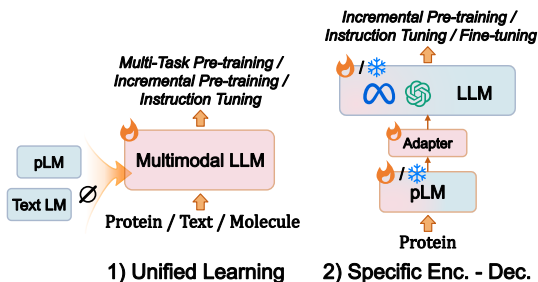 Multi-Task Pre-training /
Incremental Pre-training /
Instruction Tuning
pLM
Text LM
Ø
Multimodal LLM
Protein / Text / Molecule
1) Unified Learning
Incremental Pre-training /
Instruction Tuning / Fine-tuning
/
LLM
Adapter
/
pLM
Protein
2) Specific Enc. - Dec.